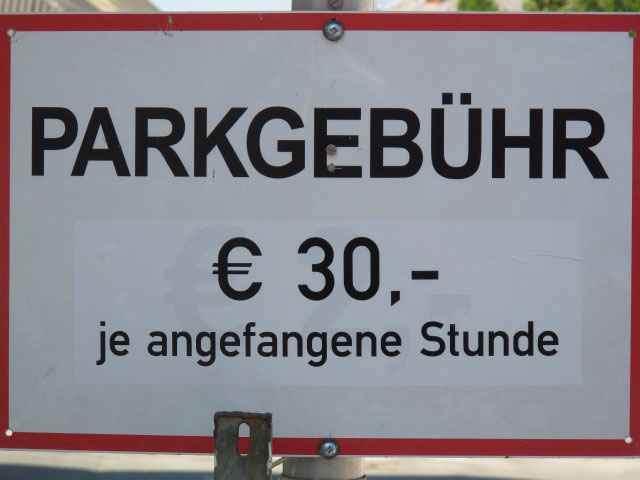 PARKGEBÜHR
€ 30,-
je angefangene Stunde